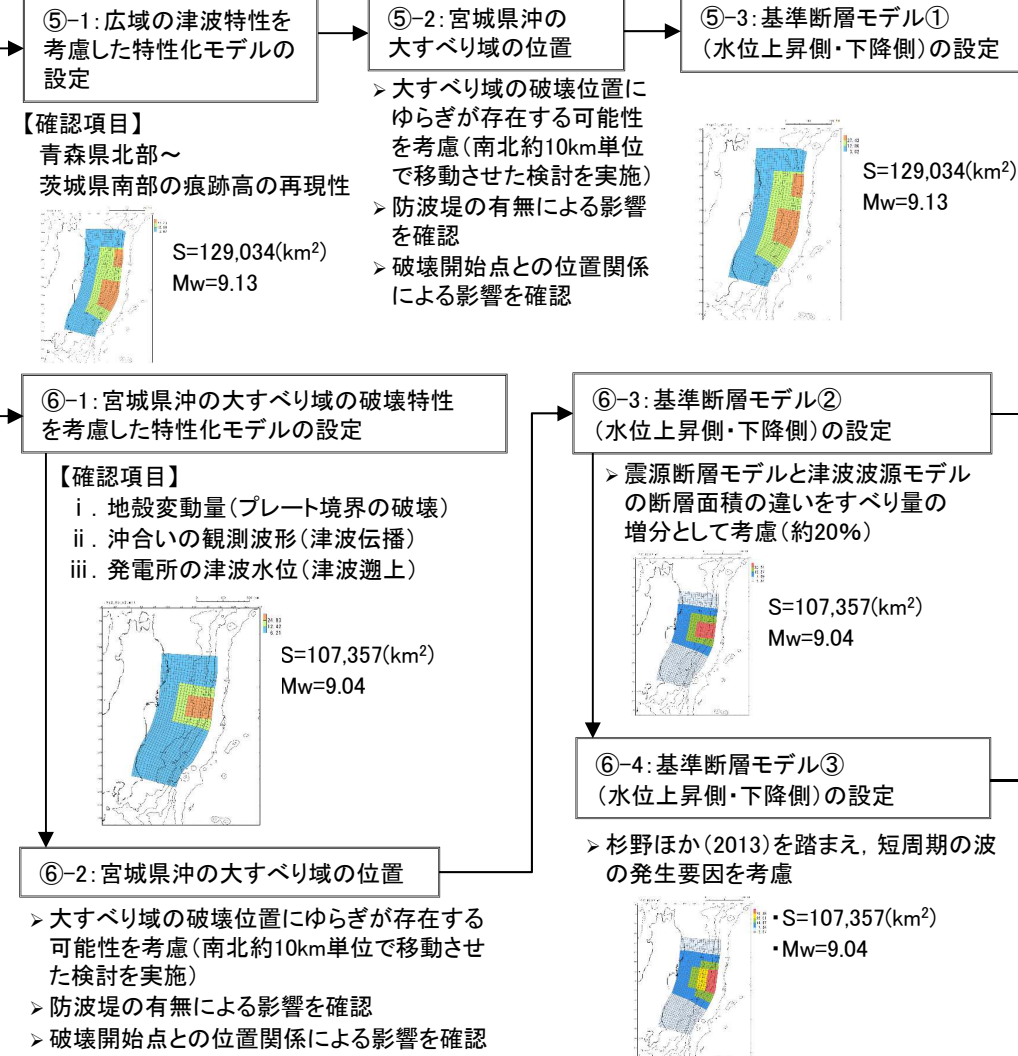 ⑤-1:広域の津波特性を
考慮した特性化モデルの
設定
【確認項目】
青森県北部~
茨城県南部の痕跡高の再現性
S=129,034(km²)
Mw=9.13
⑤-2:宮城県沖の
大すべり域の位置
➢大すべり域の破壊位置に
ゆらぎが存在する可能性
を考慮(南北約10km単位
で移動させた検討を実施)
➢防波堤の有無による影響
を確認
➢破壊開始点との位置関係
による影響を確認
⑤-3:基準断層モデル①
(水位上昇側・下降側)の設定
S=129,034(km²)
Mw=9.13
⑥-1:宮城県沖の大すべり域の破壊特性
を考慮した特性化モデルの設定
【確認項目】
ⅰ.地殻変動量(プレート境界の破壊)
ⅱ.沖合いの観測波形(津波伝播)
ⅲ.発電所の津波水位(津波遡上)
S=107,357(km²)
Mw=9.04
⑥-2:宮城県沖の大すべり域の位置
➢大すべり域の破壊位置にゆらぎが存在する
可能性を考慮(南北約10km単位で移動させ
た検討を実施)
➢防波堤の有無による影響を確認
➢破壊開始点との位置関係による影響を確認
⑥-3:基準断層モデル②
(水位上昇側・下降側)の設定
➢震源断層モデルと津波波源モデル
の断層面積の違いをすべり量の
増分として考慮(約20%)
S=107,357(km²)
Mw=9.04
⑥-4:基準断層モデル③
(水位上昇側・下降側)の設定
➢杉野ほか(2013)を踏まえ,短周期の波
の発生要因を考慮
・S=107,357(km²)
・Mw=9.04